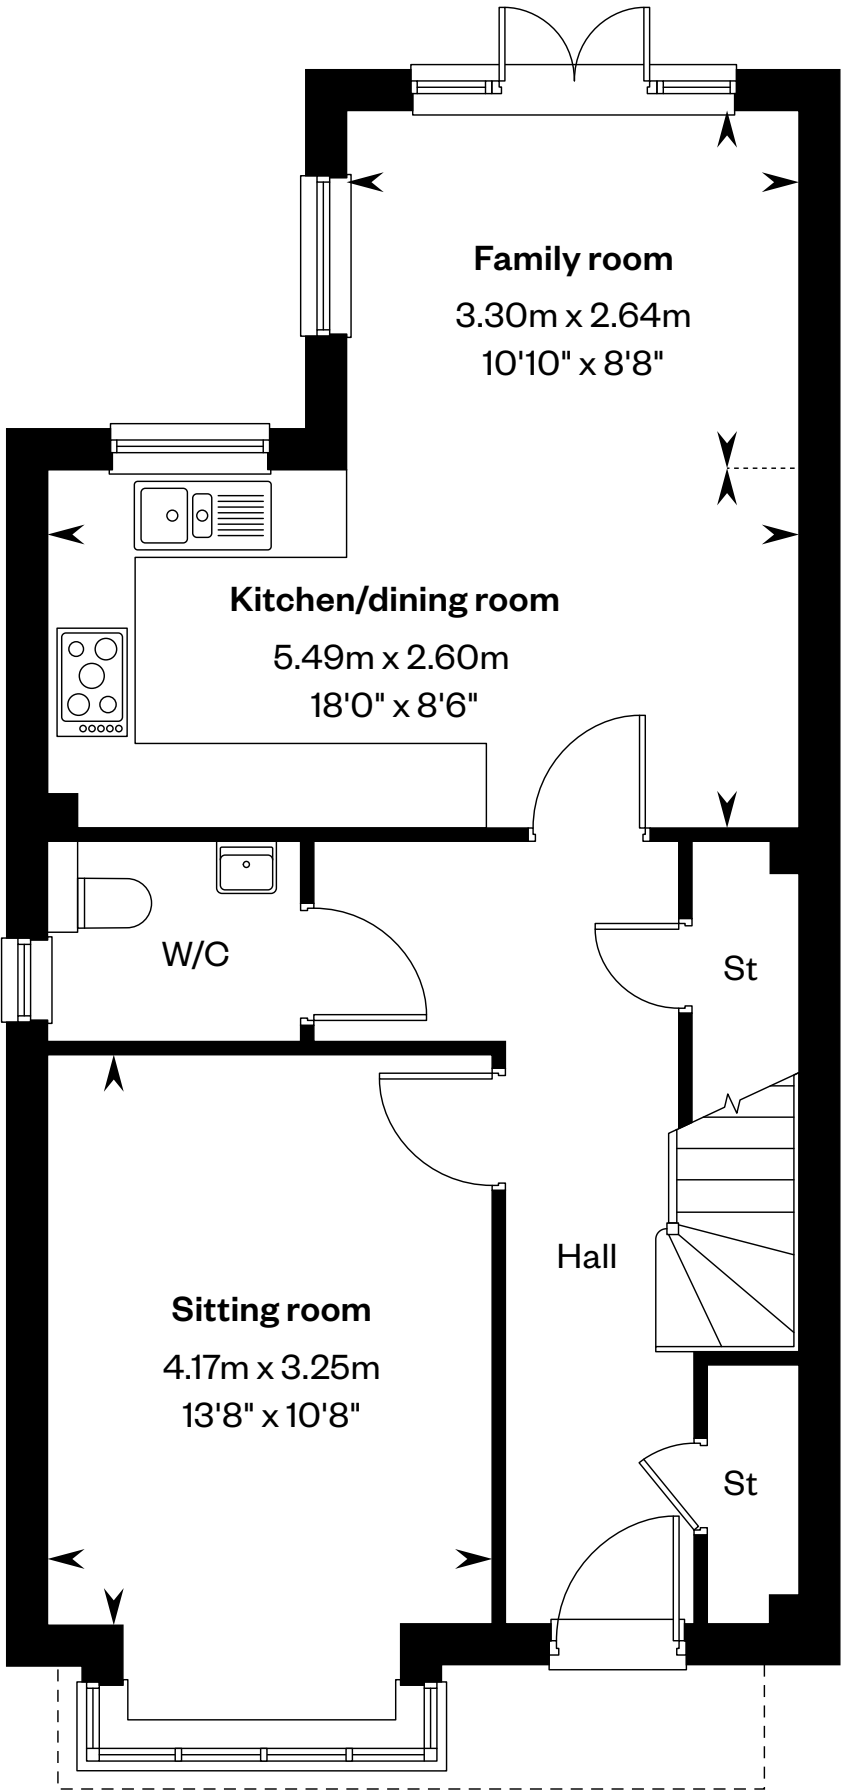 Family room
3.30m x 2.64m
10'10" x 8'8"
Kitchen/dining room
5.49m x 2.60m
18'0" x 8'6"
W/C
St
Hall
Sitting room
4.17m x 3.25m
13'8" x 10'8"
St